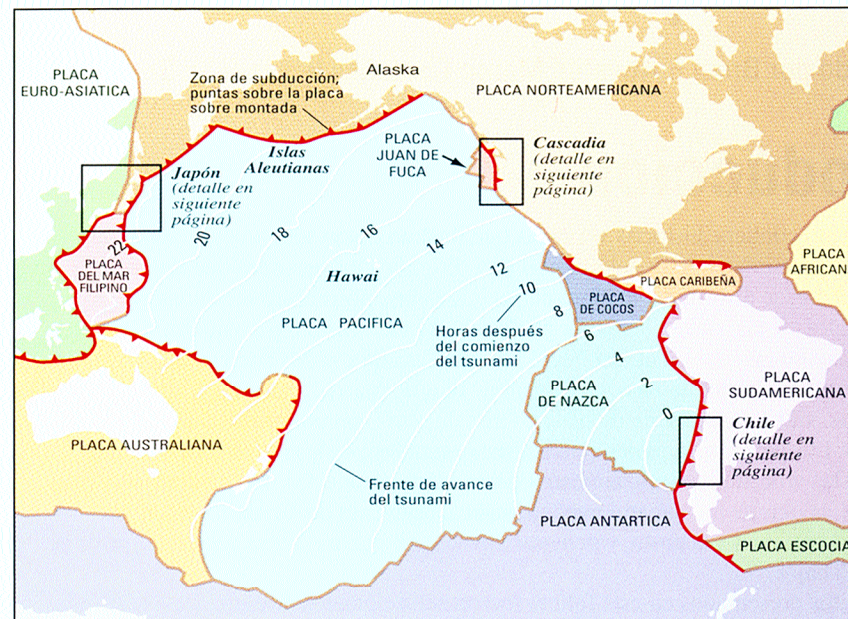 PLACA
EURO-ASIATICA
Zona de subducción;
puntas sobre la placa
sobre montada
Alaska
PLACA NORTEAMERICANA
Islas
Aleutianas
PLACA
JUAN DE
FUCA
Cascadia
(detalle en
siguiente
página)
Japón
(detalle en
siguiente
página)
22
20
18
16
14
12
10
8
6
4
2
0
PLACA
DEL MAR
FILIPINO
Hawai
PLACA PACIFICA
Horas después
del comienzo
del tsunami
PLACA
DE COCOS
PLACA CARIBEÑA
PLACA
AFRICAN
PLACA
DE NAZCA
PLACA
SUDAMERICANA
Chile
(detalle en
siguiente
página)
PLACA AUSTRALIANA
Frente de avance
del tsunami
PLACA ANTARTICA
PLACA ESCOCIA